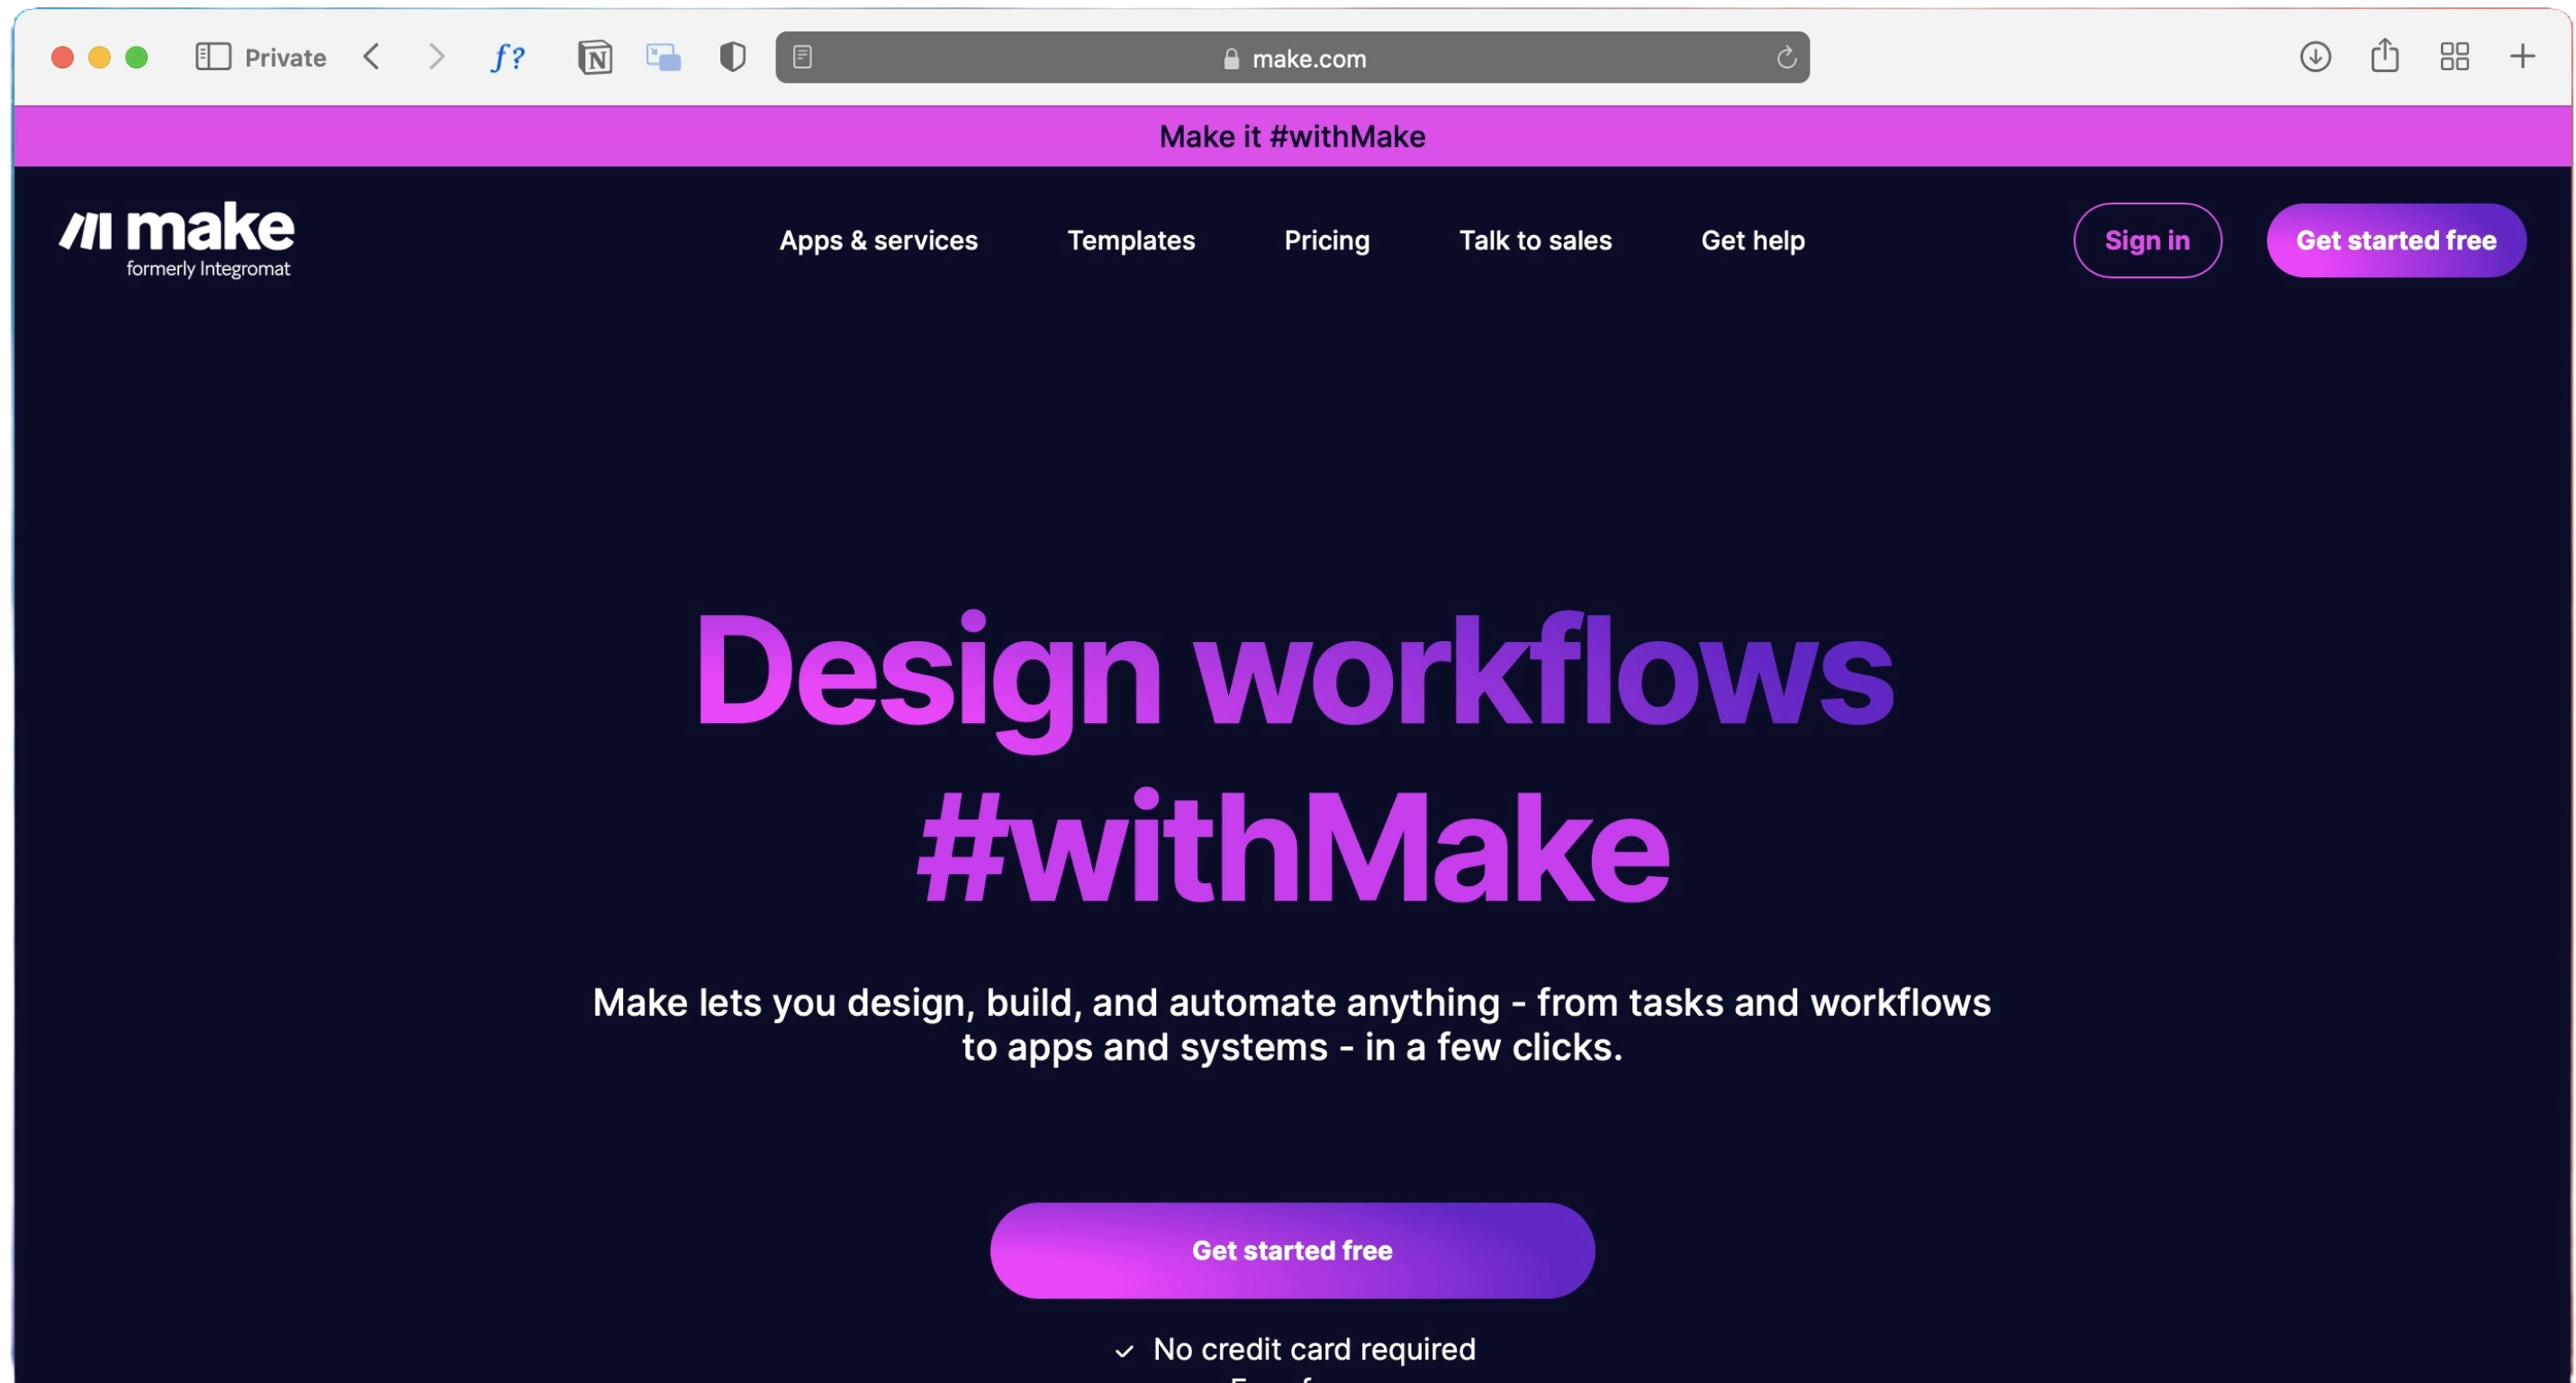 Private
f?
N
make.com
Make it #withMake
make
formerly Integromat
Apps & services
Templates
Pricing
Talk to sales
Get help
Sign in
Get started free
Design workflows
#withMake
Make lets you design, build, and automate anything - from tasks and workflows
to apps and systems - in a few clicks.
Get started free
No credit card required